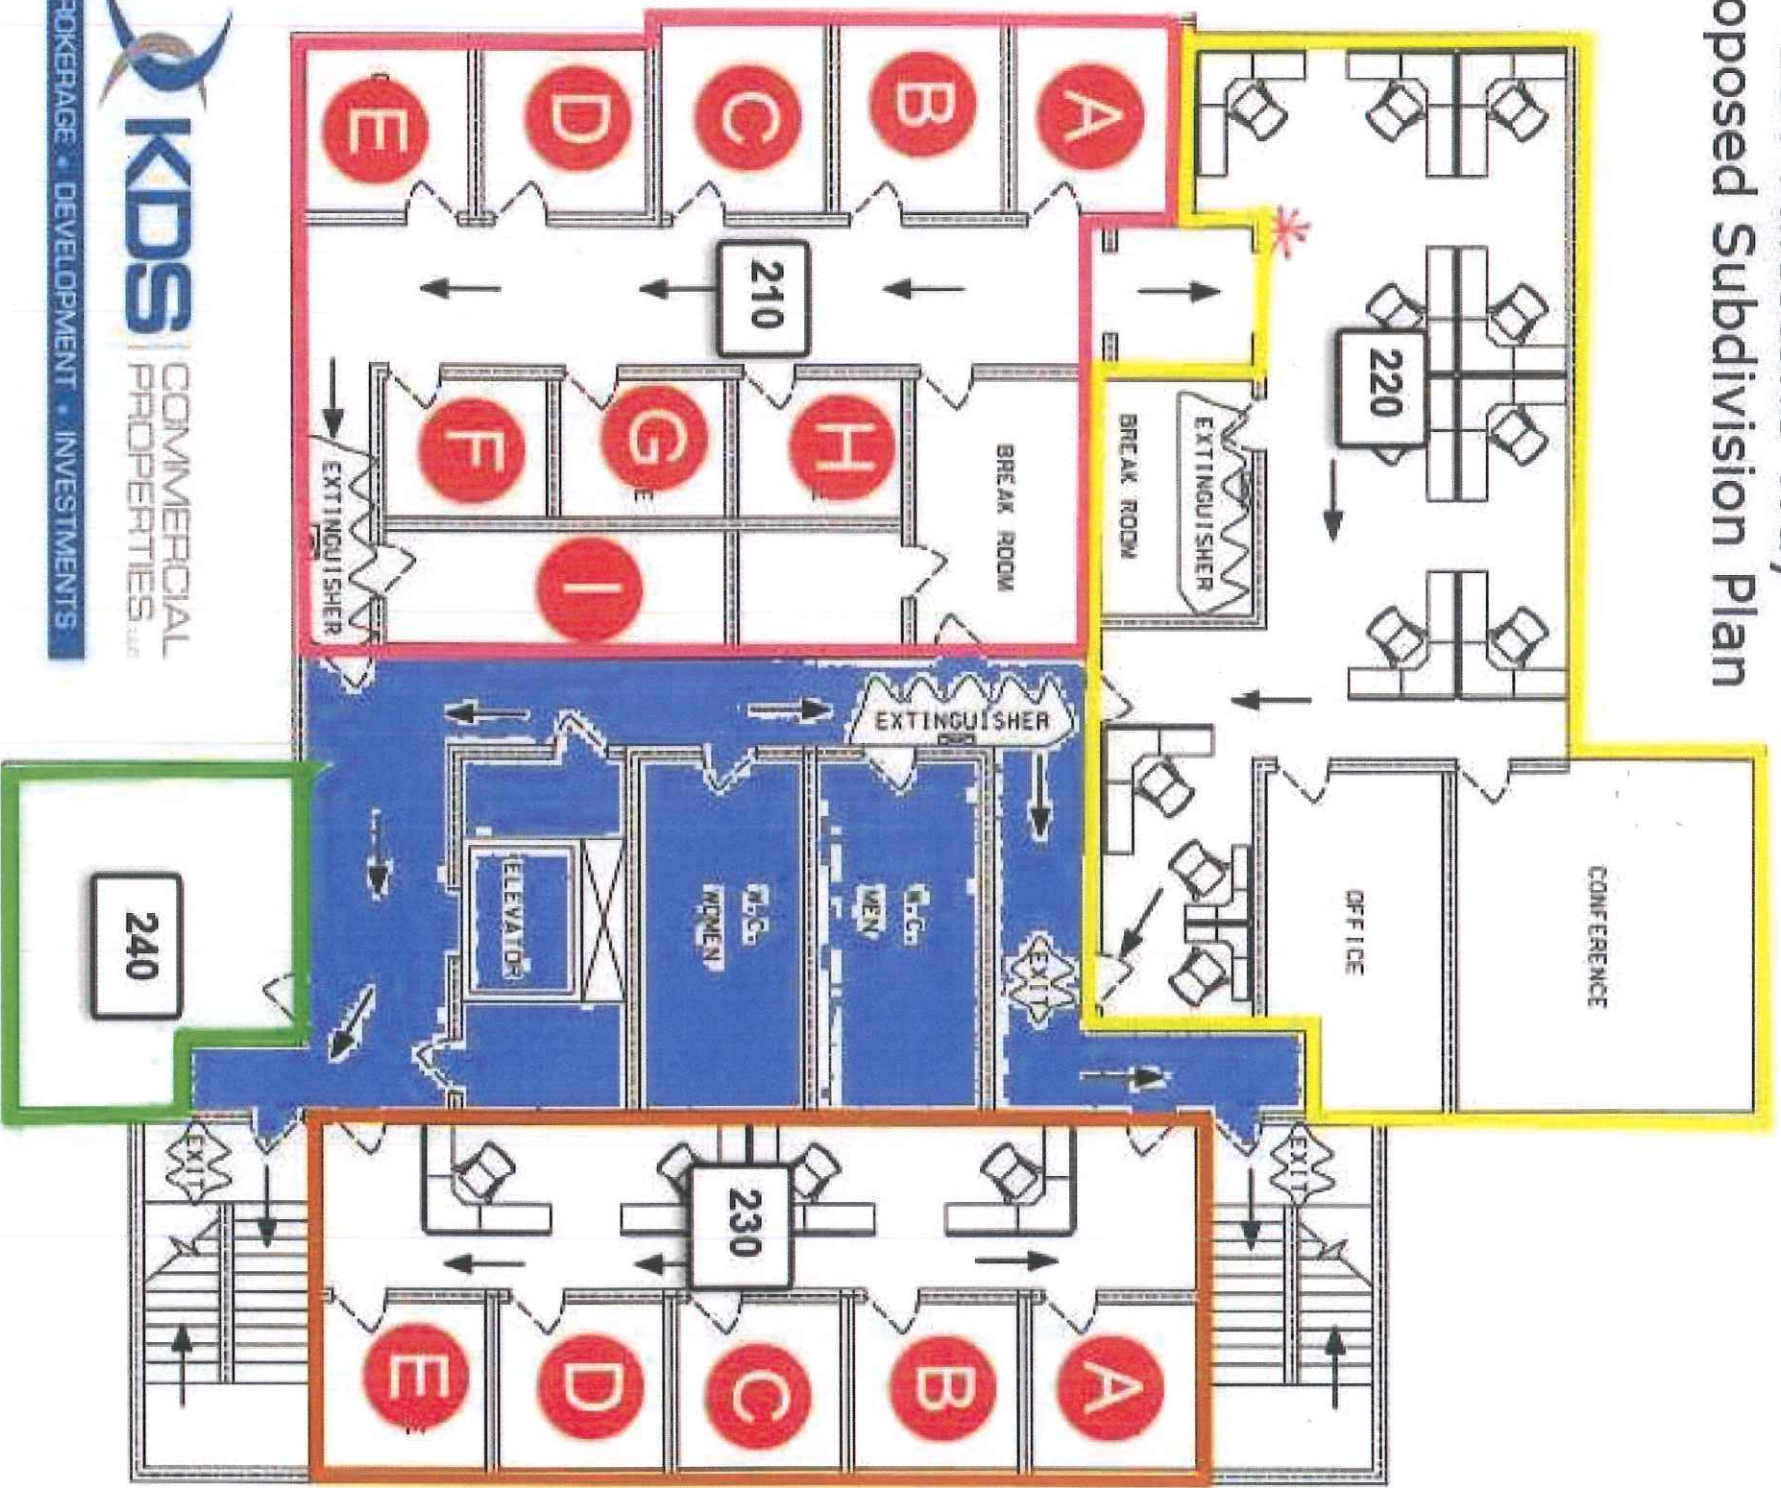 oposed Subdivision Plan
KDS
COMMERCIAL
PROPERTIES LLC
ROKERAGE • DEVELOPMENT • INVESTMENTS
A
B
C
D
E
210
F
G
H
I
BREAK ROOM
EXTINGUISHER
220
BREAK ROOM
EXTINGUISHER
CONFERENCE
OFFICE
EXTINGUISHER
EXIT
W.C.
MEN
W.C.
WOMEN
ELEVATOR
240
EXIT
EXIT
230
A
B
C
D
E